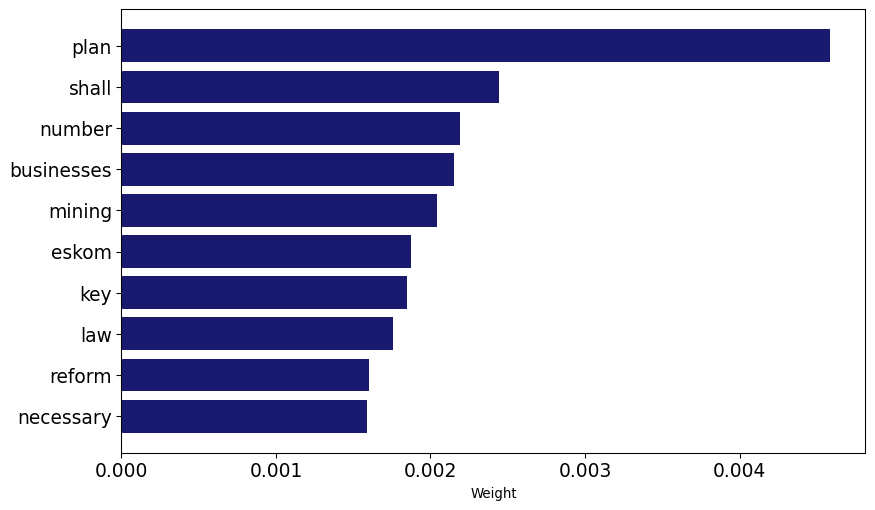 plan
shall
number
businesses
mining
eskom
key
law
reform
necessary
0.000 0.001 0.002 0.003 0.004
Weight